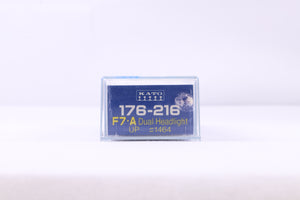 KATO
176-216
F7-A Dual Headlight
UP #1464